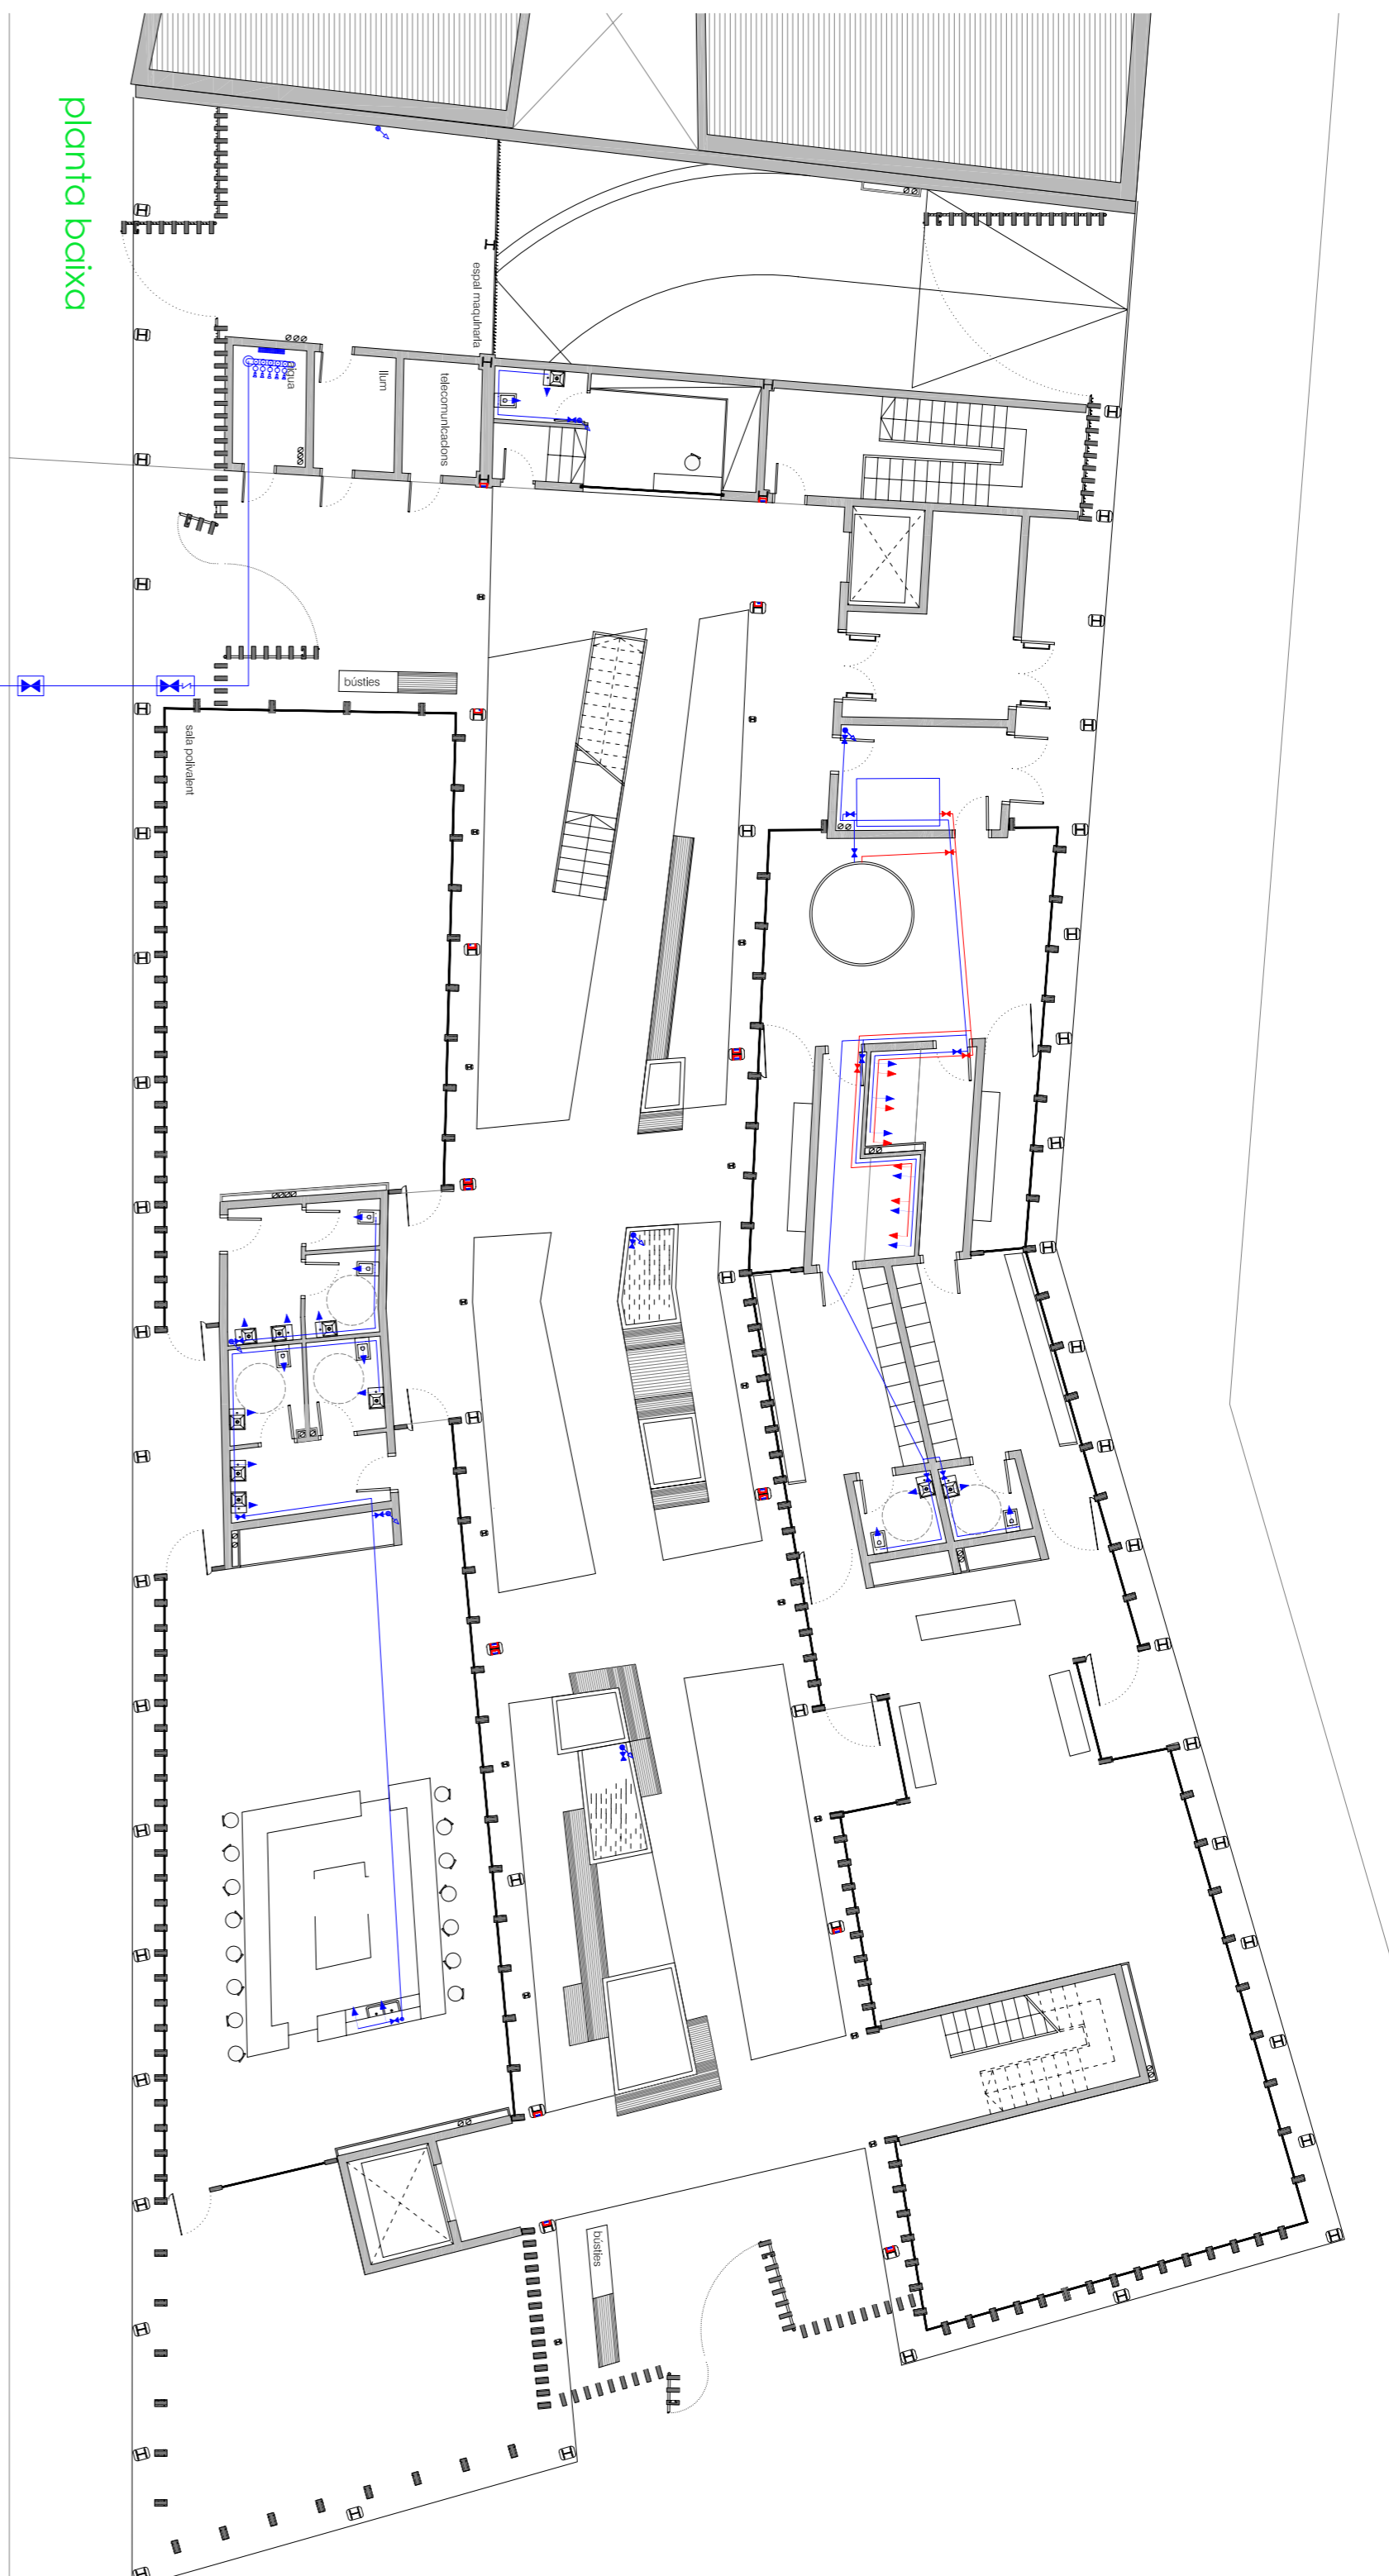 planta baixa
espai maquinaria
aigua
llum
telecomunicacions
bústies
sala polivalent
bústies